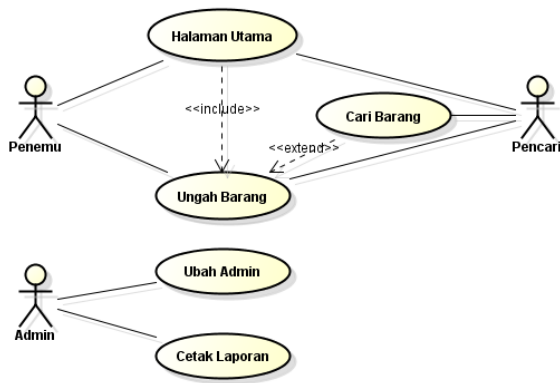 Halaman Utama
<<include>>
Cari Barang
Penemu
Pencari
<<extend>>
Ungah Barang
Ubah Admin
Admin
Cetak Laporan